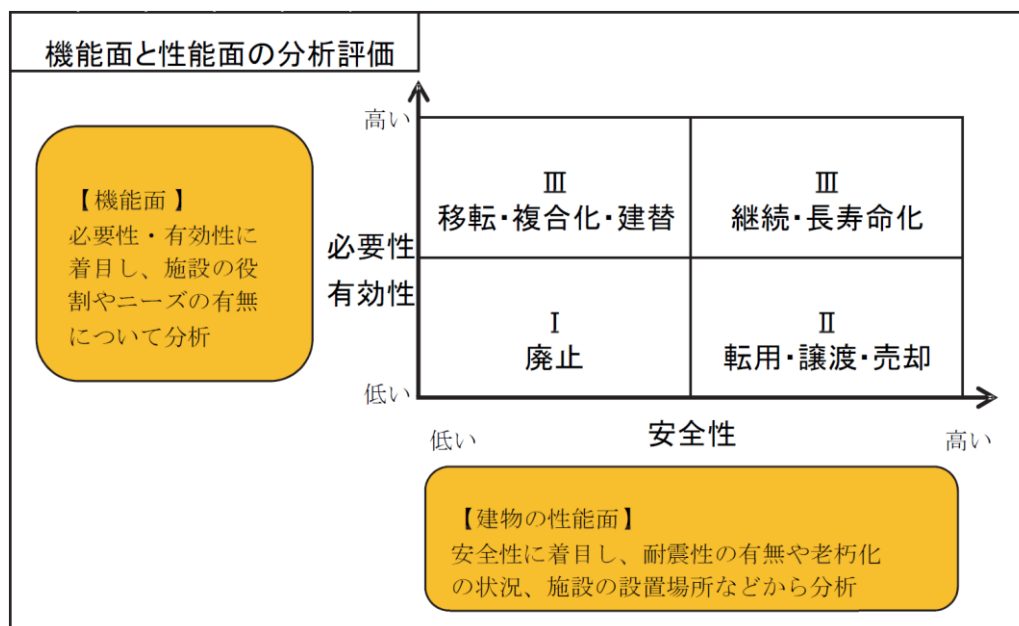 機能面と性能面の分析評価
高い
【機能面】
必要性・有効性に
着目し、施設の役
割やニーズの有無
について分析
必要性
有効性
Ⅲ
移転・複合化・建替
Ⅲ
継続・長寿命化
Ⅰ
廃止
Ⅱ
転用・譲渡・売却
低い
低い
安全性
高い
【建物の性能面】
安全性に着目し、耐震性の有無や老朽化
の状況、施設の設置場所などから分析